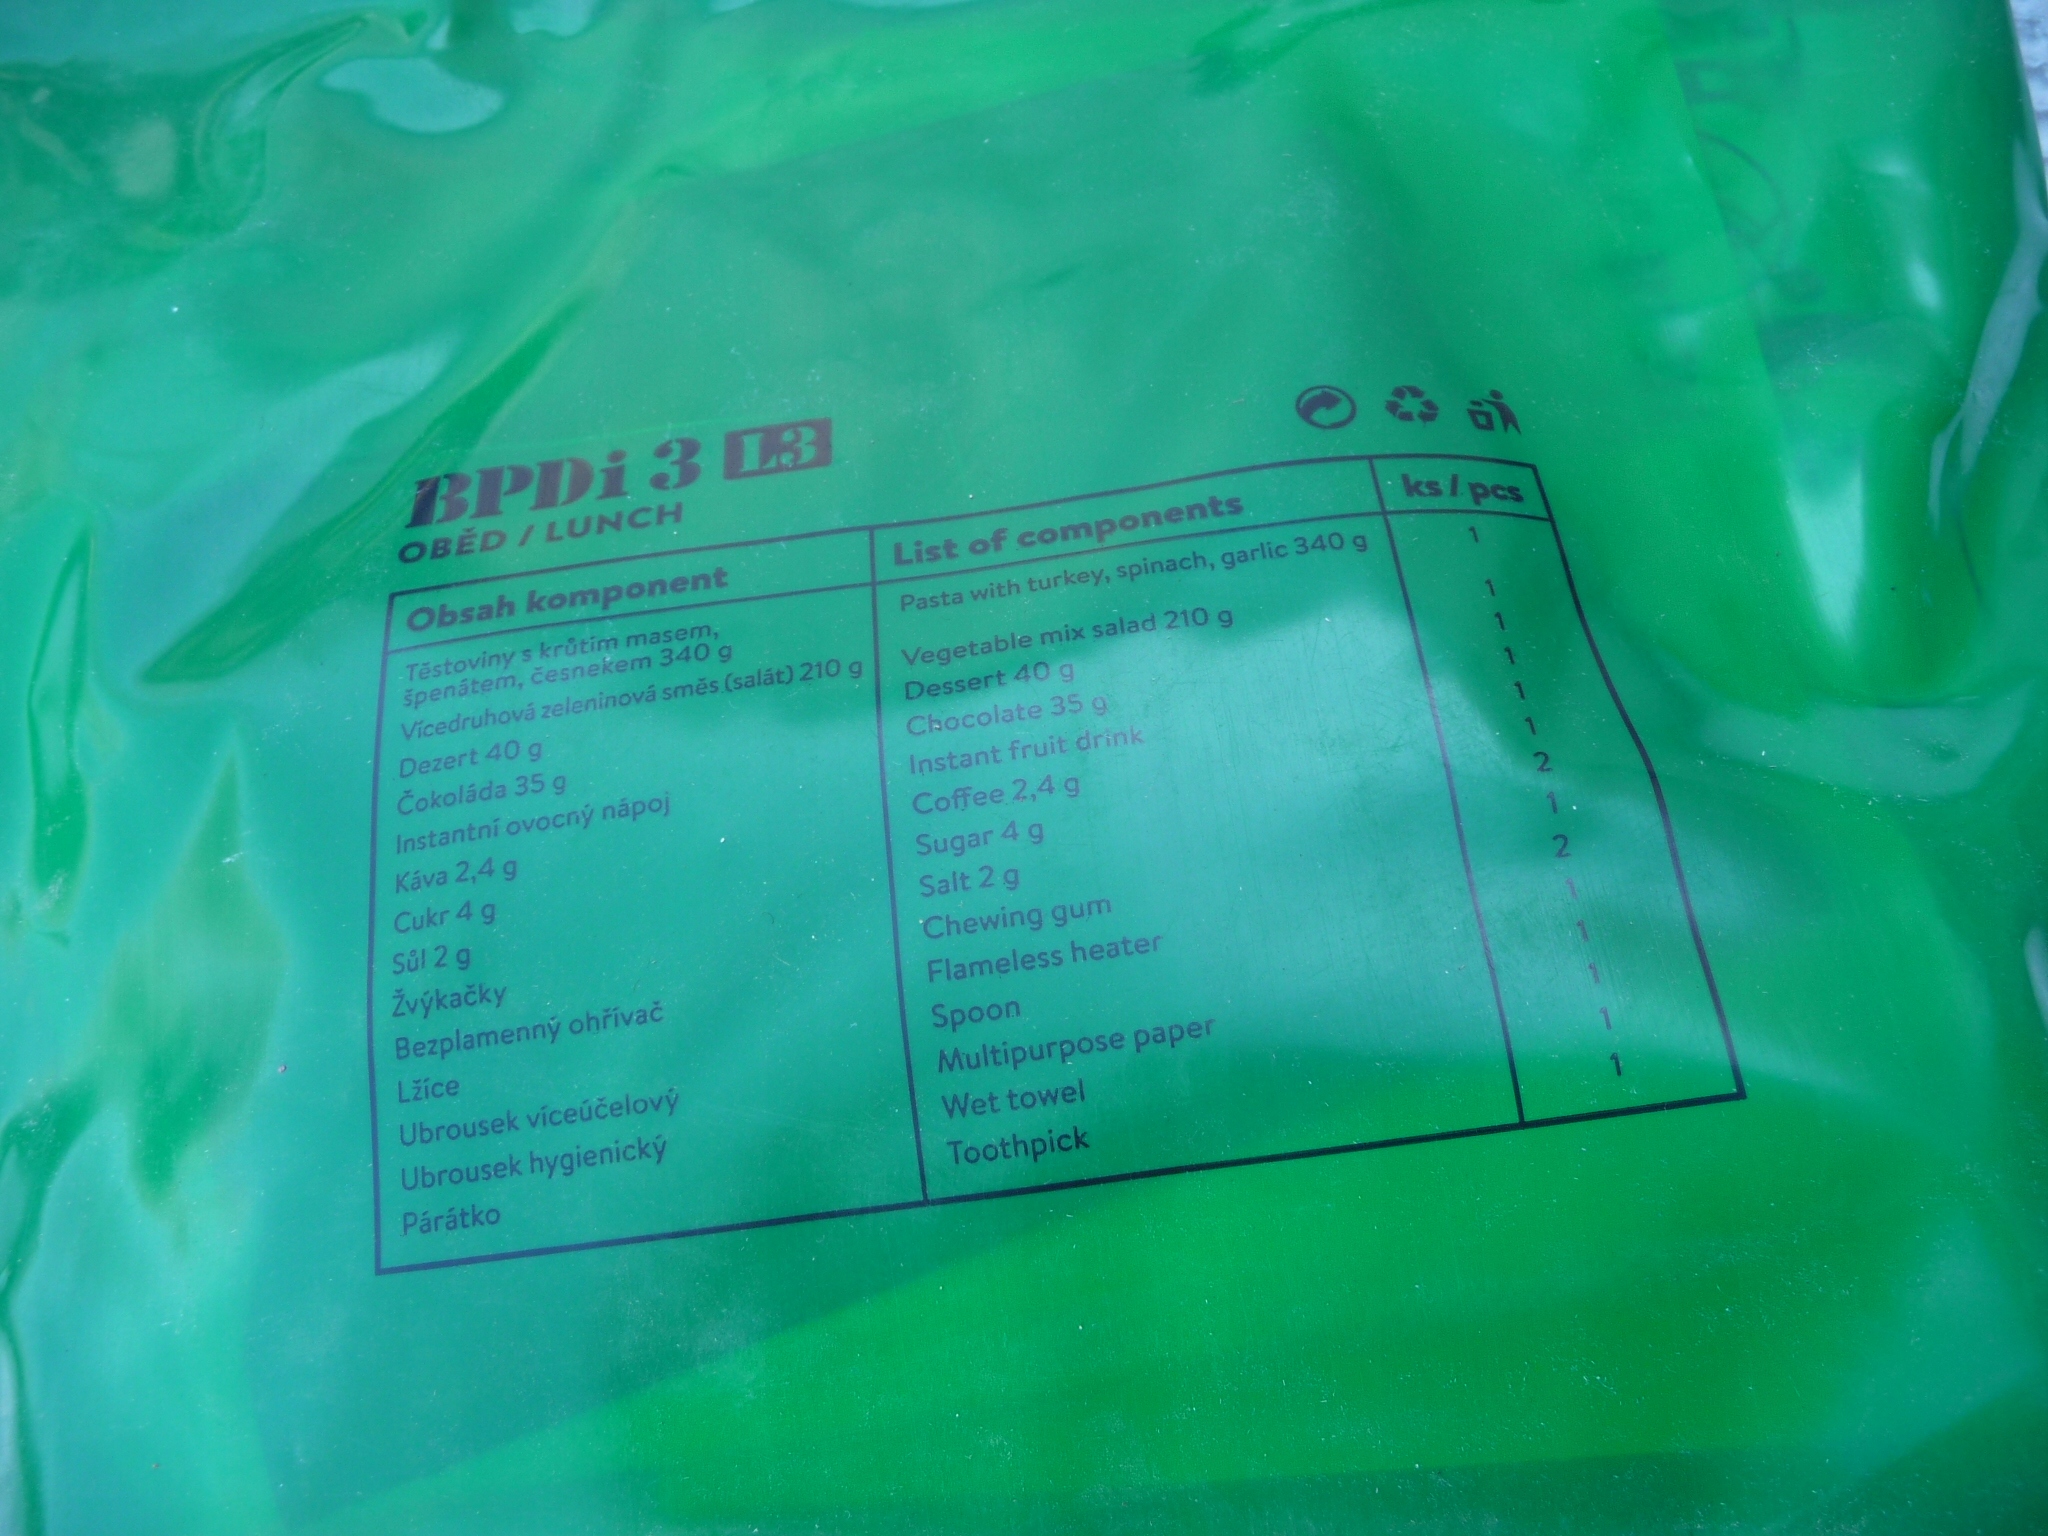 BPDi 3 L3
OBĚD / LUNCH
Obsah komponent List of components ks / pcs
Těstoviny s krůtím masem,
špenátem, česnekem 340 g Pasta with turkey, spinach, garlic 340 g 1
Vícedruhová zeleninová směs (salát) 210 g Vegetable mix salad 210 g 1
Dezert 40 g Dessert 40 g 1
Čokoláda 35 g Chocolate 35 g 1
Instantní ovocný nápoj Instant fruit drink 1
Káva 2,4 g Coffee 2,4 g 1
Cukr 4 g Sugar 4 g 2
Sůl 2 g Salt 2 g 1
Žvýkačky Chewing gum 2
Bezplamenný ohřívač Flameless heater 1
Lžíce Spoon 1
Ubrousek víceúčelový Multipurpose paper 1
Ubrousek hygienický Wet towel 1
Párátko Toothpick 1